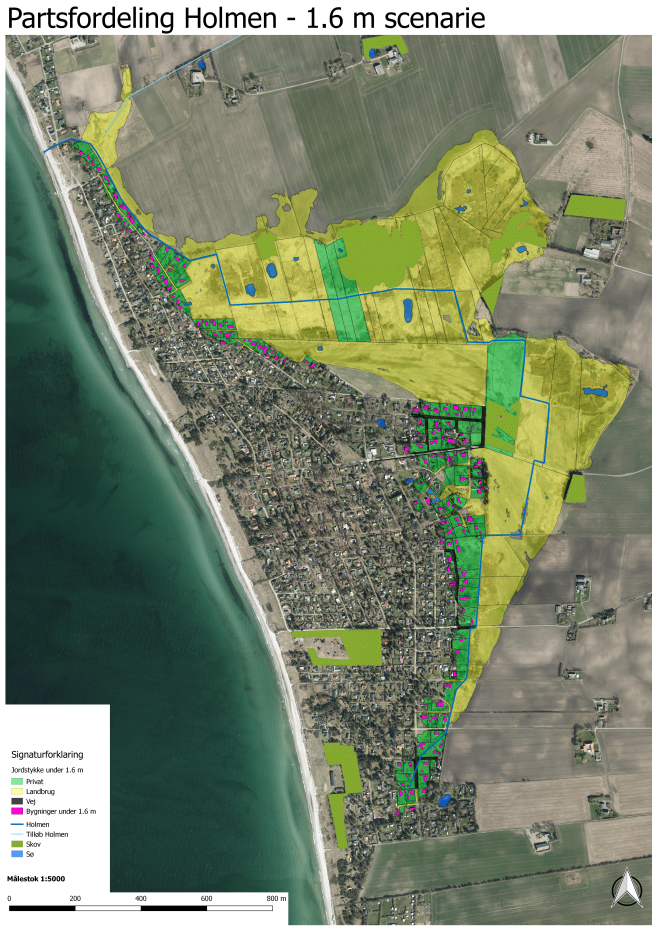 Partsfordeling Holmen - 1.6 m scenarie
Signaturforklaring
Jordstykke under 1.6 m
Privat
Landbrug
Vej
Bygninger under 1.6 m
Holmen
Tilløb Holmen
Skov
Sø
Målestok 1:5000
0 200 400 600 800 m